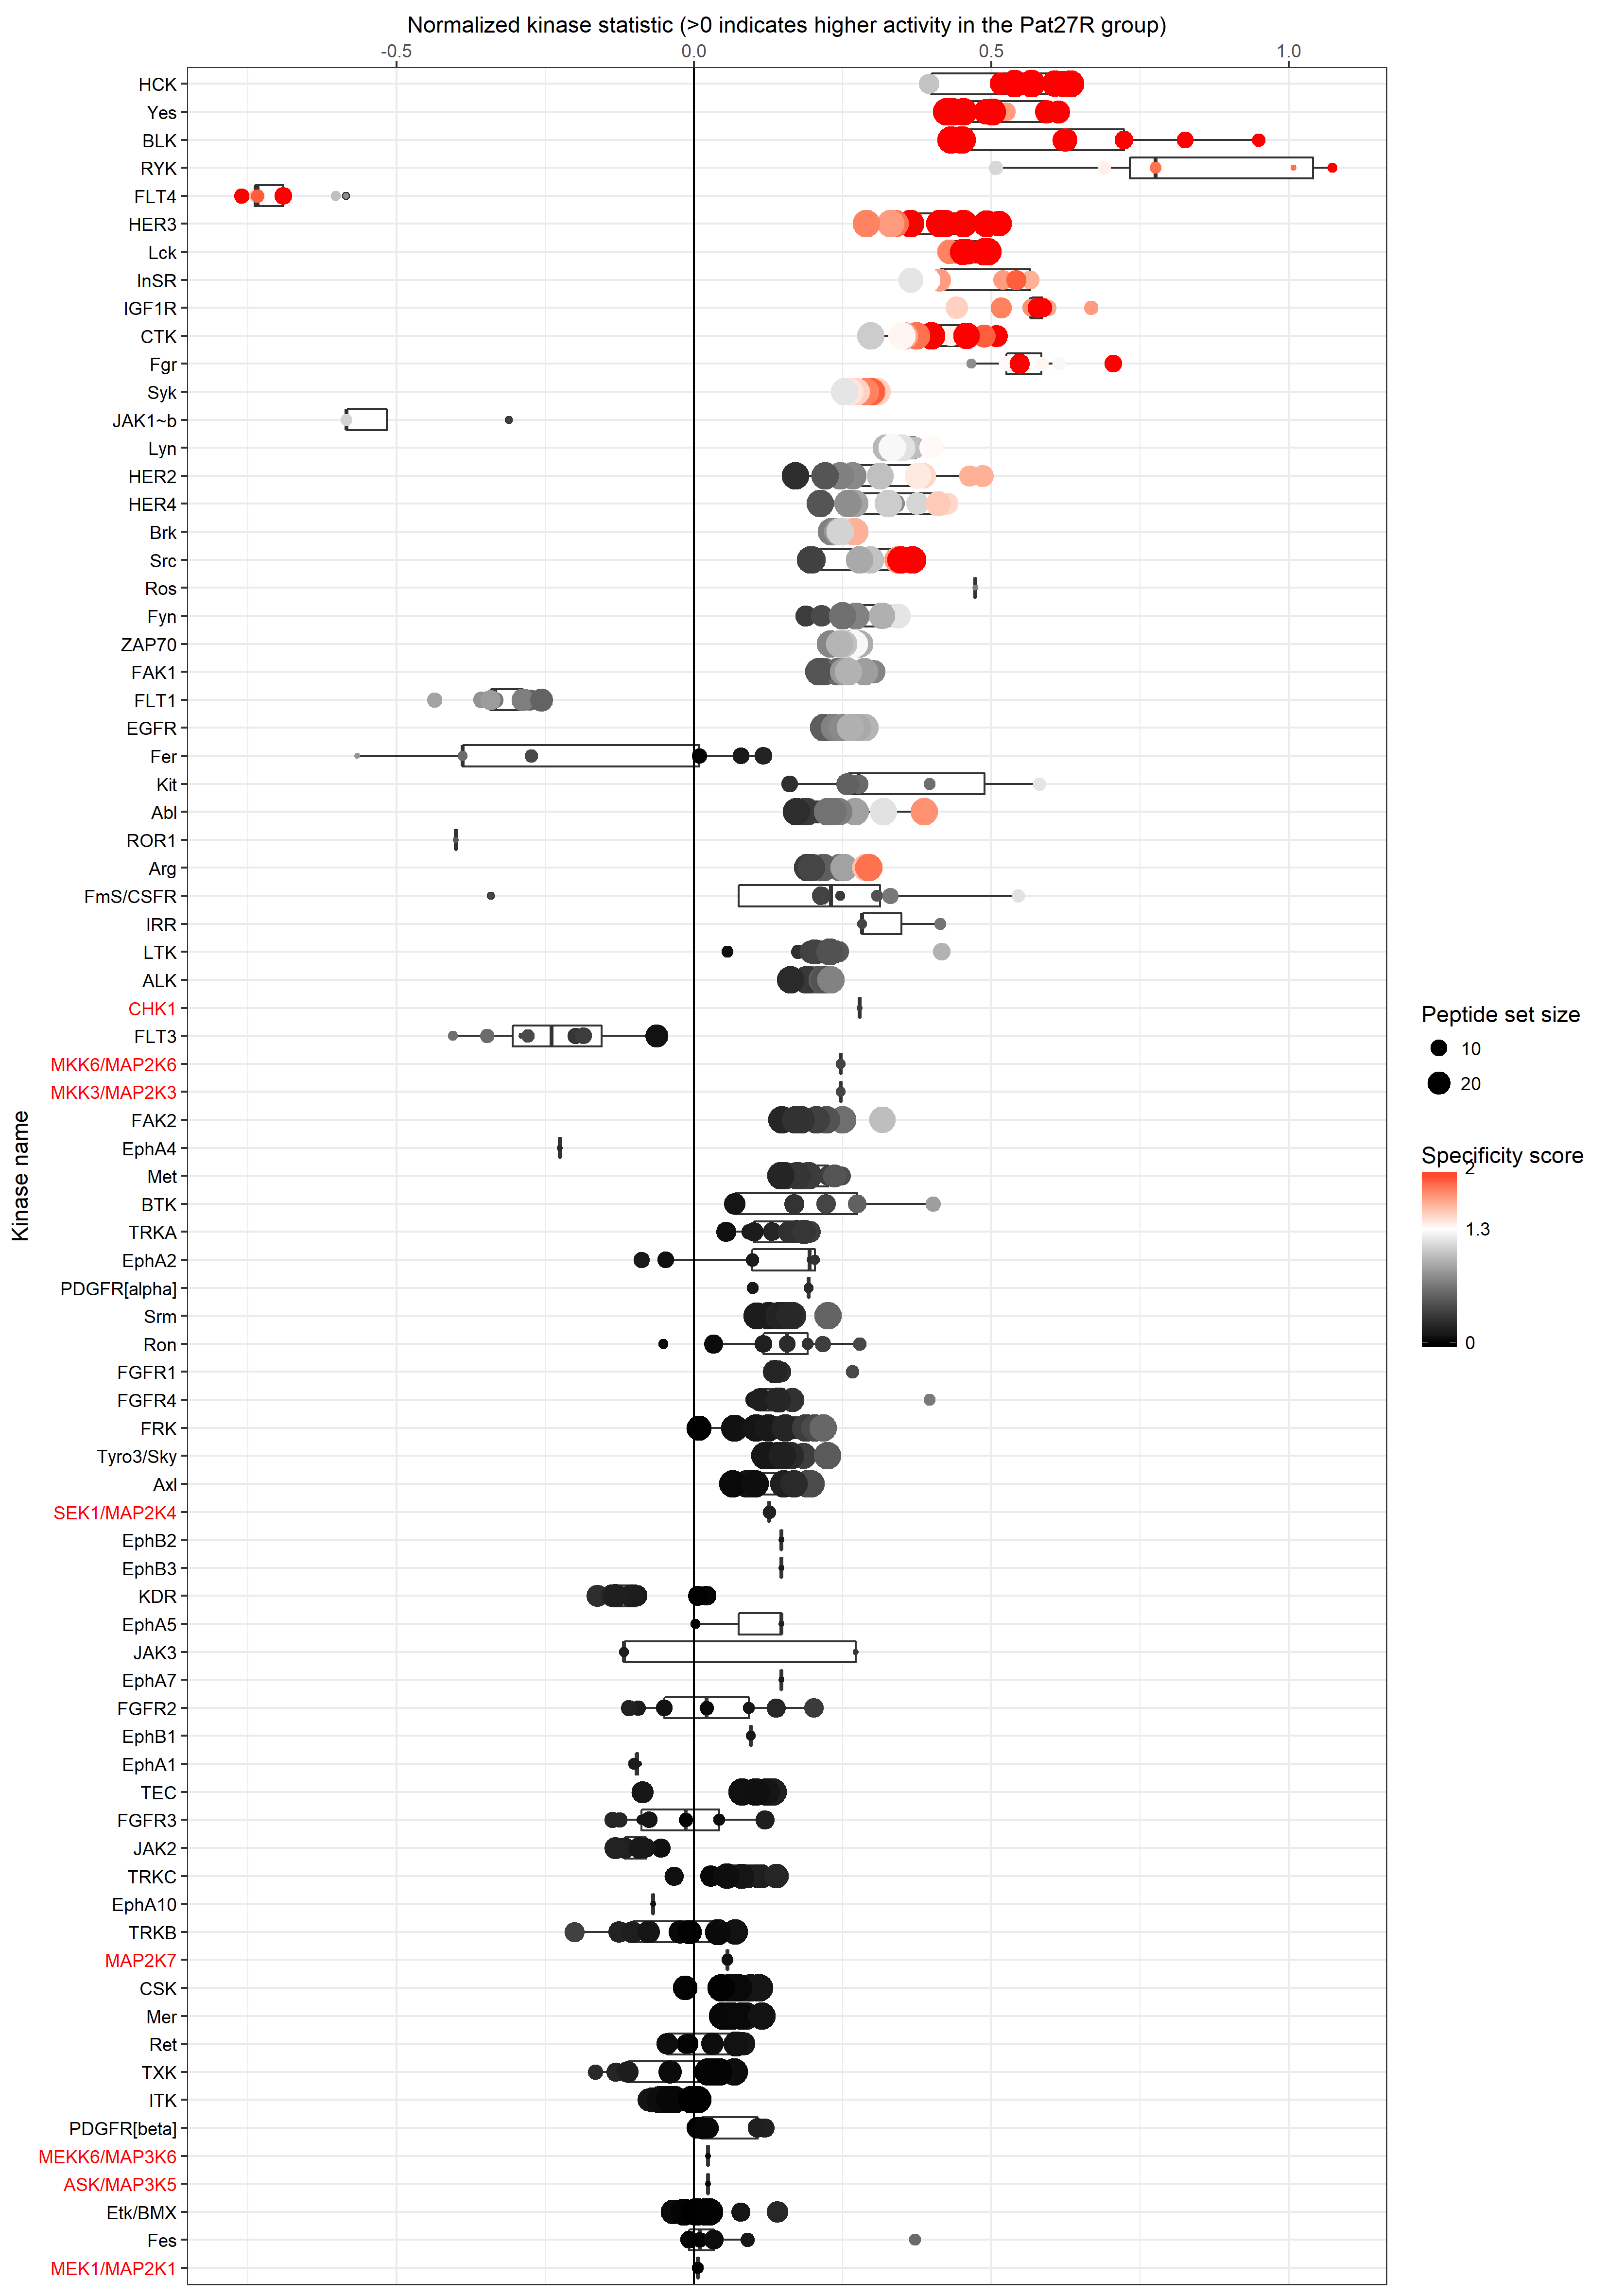 Normalized kinase statistic (>0 indicates higher activity in the Pat27R group)
-0.5 0.0 0.5 1.0
Kinase name
HCK
Yes
BLK
RYK
FLT4
HER3
Lck
InSR
IGF1R
CTK
Fgr
Syk
JAK1~b
Lyn
HER2
HER4
Brk
Src
Ros
Fyn
ZAP70
FAK1
FLT1
EGFR
Fer
Kit
Abl
ROR1
Arg
FmS/CSFR
IRR
LTK
ALK
CHK1
FLT3
MKK6/MAP2K6
MKK3/MAP2K3
FAK2
EphA4
Met
BTK
TRKA
EphA2
PDGFR[alpha]
Srm
Ron
FGFR1
FGFR4
FRK
Tyro3/Sky
Axl
SEK1/MAP2K4
EphB2
EphB3
KDR
EphA5
JAK3
EphA7
FGFR2
EphB1
EphA1
TEC
FGFR3
JAK2
TRKC
EphA10
TRKB
MAP2K7
CSK
Mer
Ret
TXK
ITK
PDGFR[beta]
MEKK6/MAP3K6
ASK/MAP3K5
Etk/BMX
Fes
MEK1/MAP2K1
Peptide set size
10
20
Specificity score
2
1.3
0